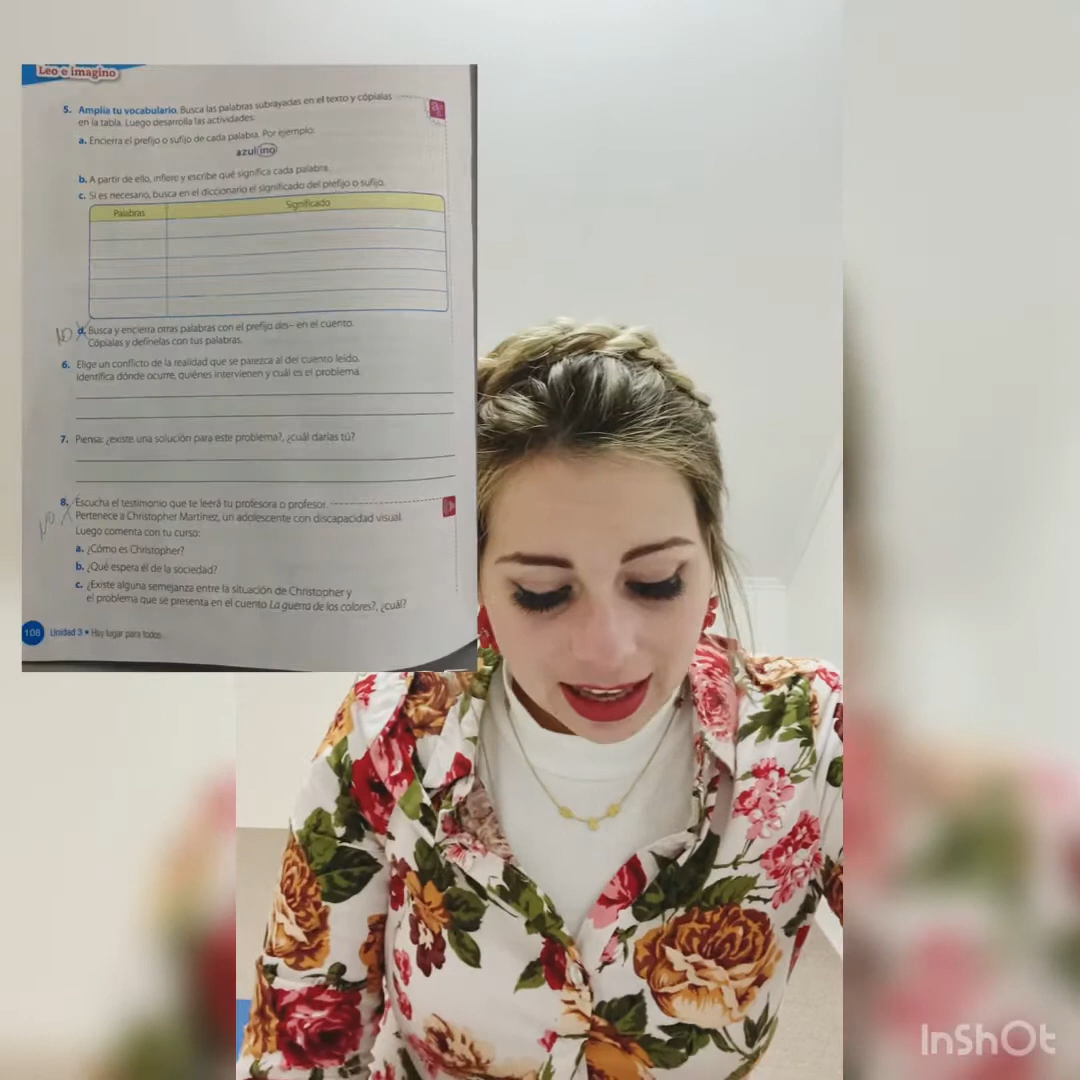 Leo e imagino
5. Amplía tu vocabulario. Busca las palabras subrayadas en el texto y cópialas
en la tabla. Luego desarrolla las actividades:
a. Encierra el prefijo o sufijo de cada palabra. Por ejemplo:
azulino
b. A partir de ello, infiere y escribe qué significa cada palabra.
c. Si es necesario, busca en el diccionario el significado del prefijo o sufijo.
Palabras Significado
NO d. Busca y encierra otras palabras con el prefijo des– en el cuento.
Cópialas y defínelas con tus palabras.
6. Elige un conflicto de la realidad que se parezca al del cuento leído.
Identifica dónde ocurre, quiénes intervienen y cuál es el problema.
7. Piensa: ¿existe una solución para este problema?, ¿cuál darías tú?
8. Escucha el testimonio que te leerá tu profesora o profesor.
NO Pertenece a Christopher Martínez, un adolescente con discapacidad visual.
Luego comenta con tu curso:
a. ¿Cómo es Christopher?
b. ¿Qué espera él de la sociedad?
c. ¿Existe alguna semejanza entre la situación de Christopher y
el problema que se presenta en el cuento La guerra de los colores?, ¿cuál?
108 Unidad 3 • Hay lugar para todos
InShOt